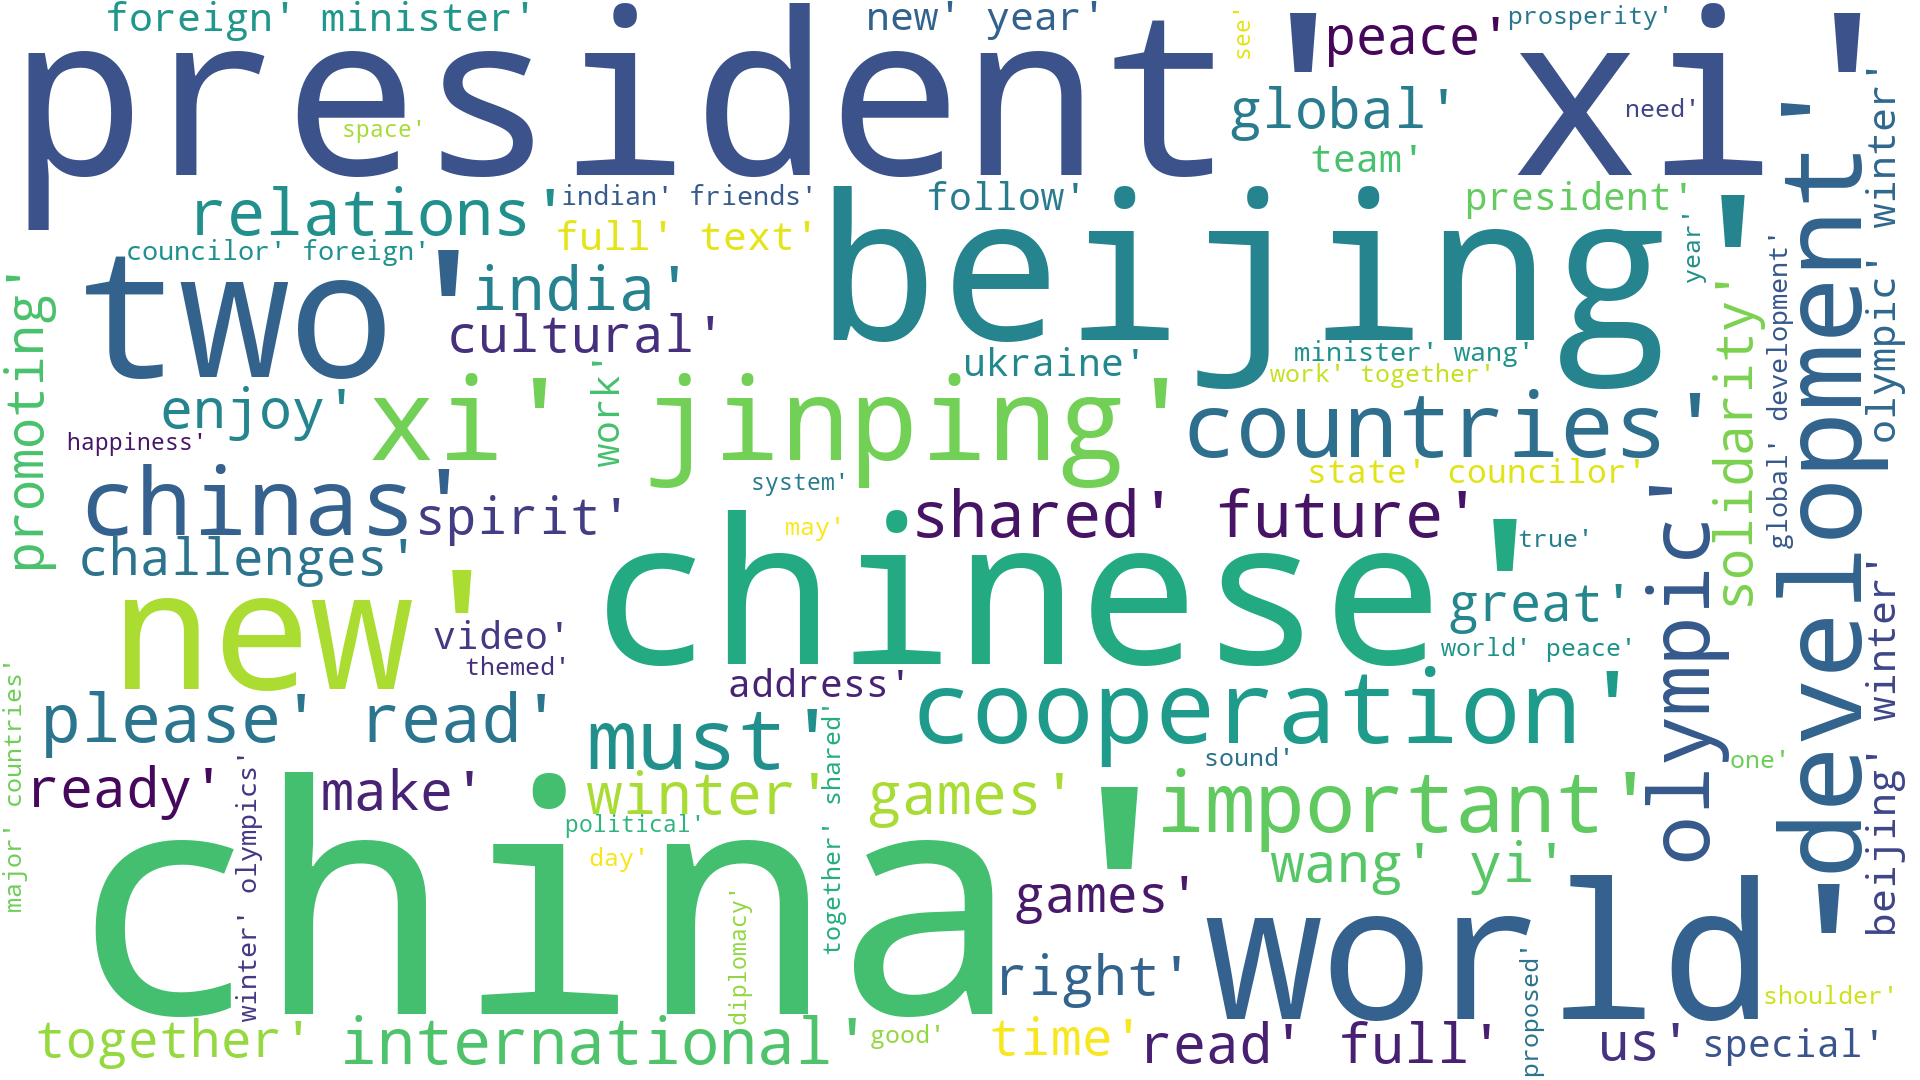 foreign' minister'
new' year'
see'
peace'
prosperity'
president' xi'
global'
need'
space'
team'
relations'
indian' friends'
follow'
president'
full' text'
councilor' foreign'
beijing'
year'
two'
india'
cultural'
ukraine'
minister' wang'
work' together'
promoting'
enjoy'
xi' jinping'
work'
countries'
solidarity'
global' development'
development'
olympic' winter'
happiness'
state' councilor'
chinas'
spirit'
system'
shared' future'
may'
true'
challenges'
chinese'
olympic'
new'
video'
themed'
great'
world' peace'
address'
cooperation'
please' read'
must'
major' countries'
beijing' winter'
sound'
one'
ready'
winter' olympics'
make'
winter' games'
together' shared'
important'
political'
day'
wang' yi'
china'
diplomacy'
games'
world'
right'
proposed'
shoulder'
together'
international'
good'
time'
read' full'
us'
special'